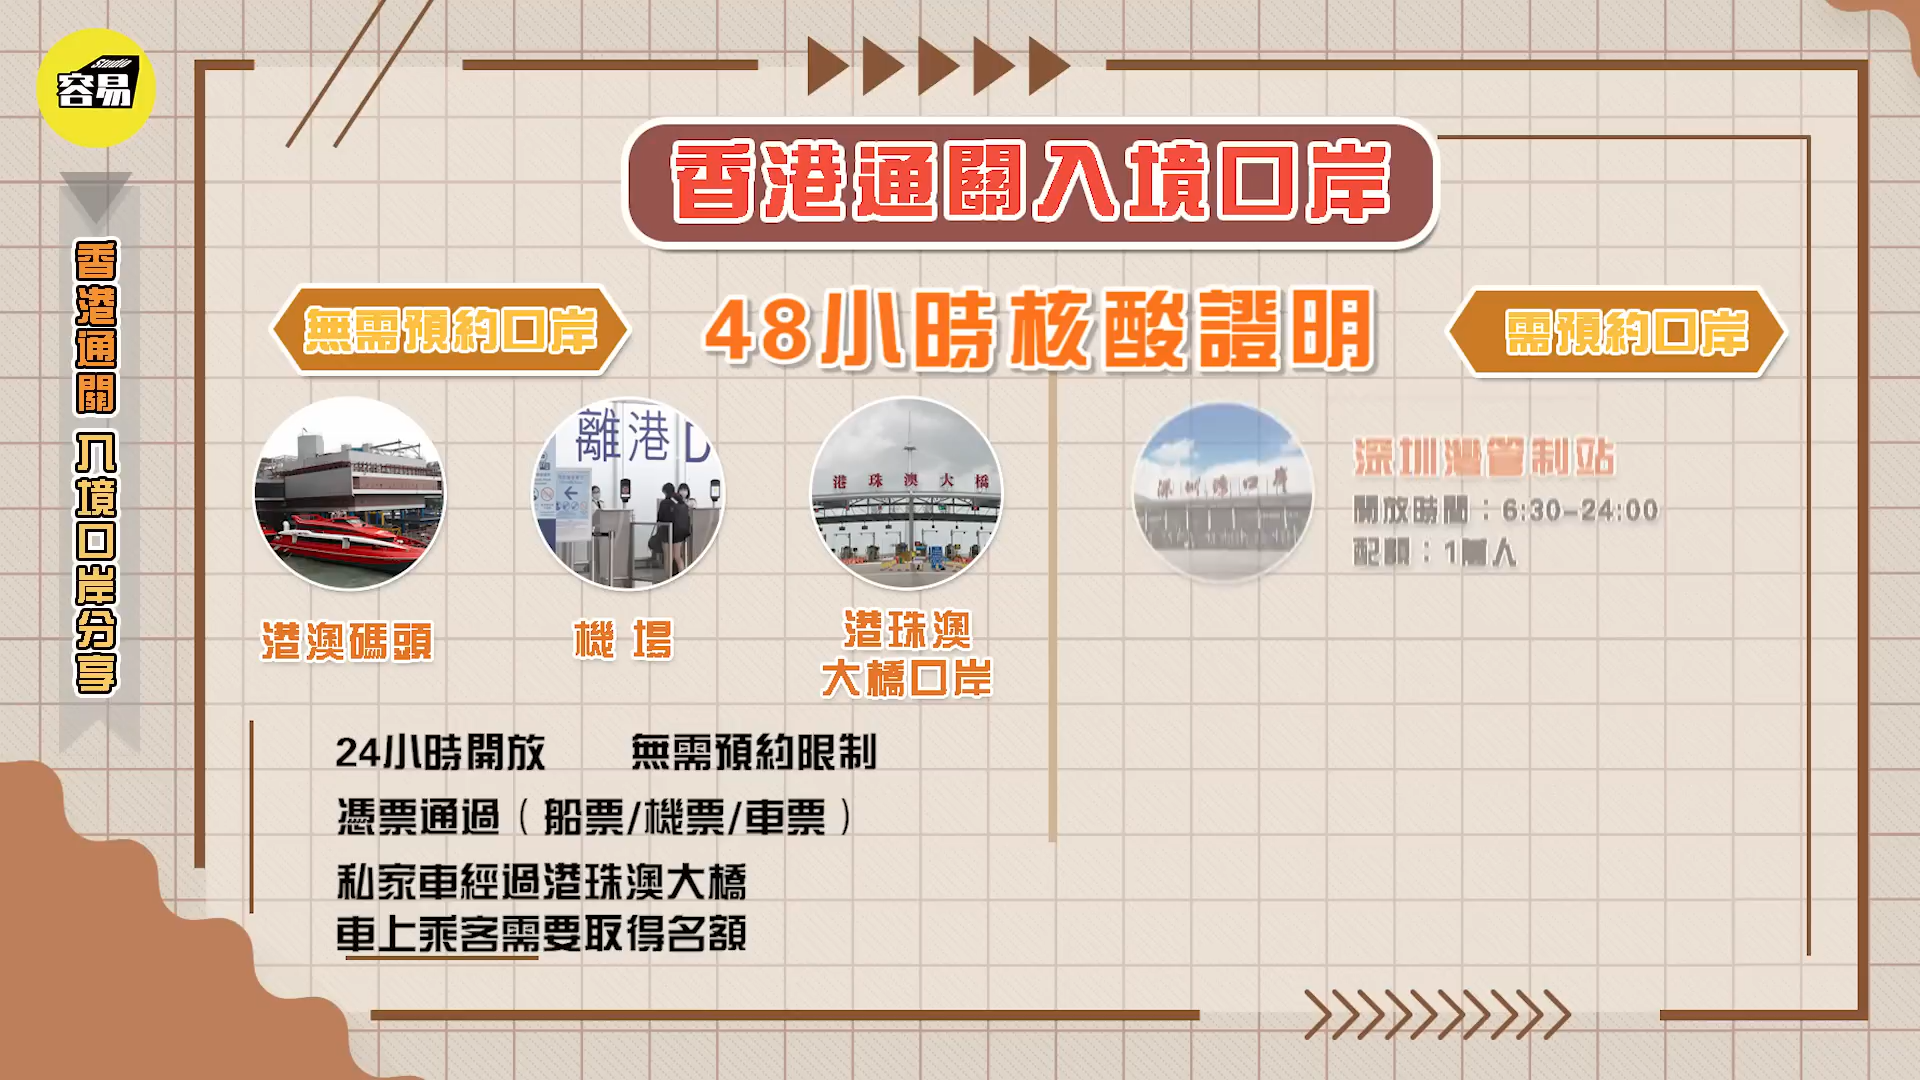 Studio
容易
香港通關 入境口岸分享
香港通關入境口岸
無需預約口岸
48小時核酸證明
需預約口岸
離港 D
港珠澳大橋
深圳灣口岸
港澳碼頭
機場
港珠澳
大橋口岸
深圳灣管制站
開放時間：6:30-24:00
配額：1萬人
24小時開放 無需預約限制
憑票通過（船票/機票/車票）
私家車經過港珠澳大橋
車上乘客需要取得名額